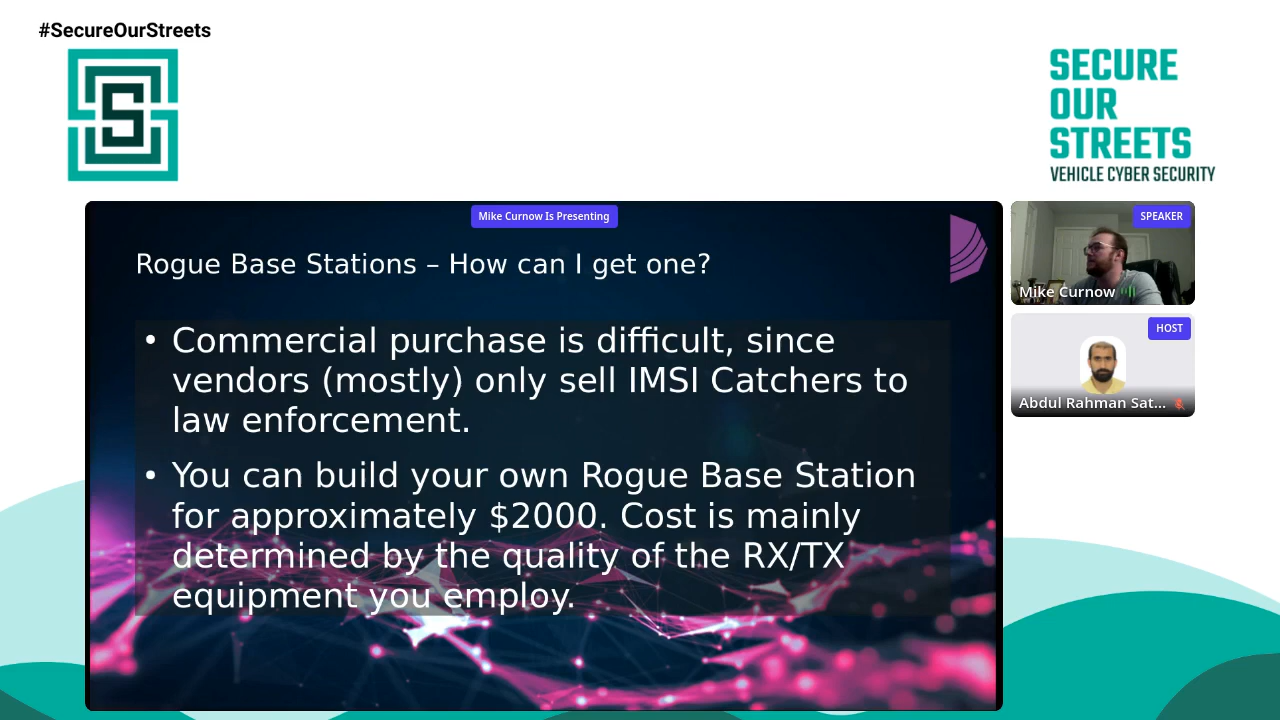 #SecureOurStreets
S
SECURE
OUR
STREETS
VEHICLE CYBER SECURITY
Mike Curnow Is Presenting
Rogue Base Stations – How can I get one?
• Commercial purchase is difficult, since
vendors (mostly) only sell IMSI Catchers to
law enforcement.
• You can build your own Rogue Base Station
for approximately $2000. Cost is mainly
determined by the quality of the RX/TX
equipment you employ.
SPEAKER
Mike Curnow
HOST
Abdul Rahman Sat...